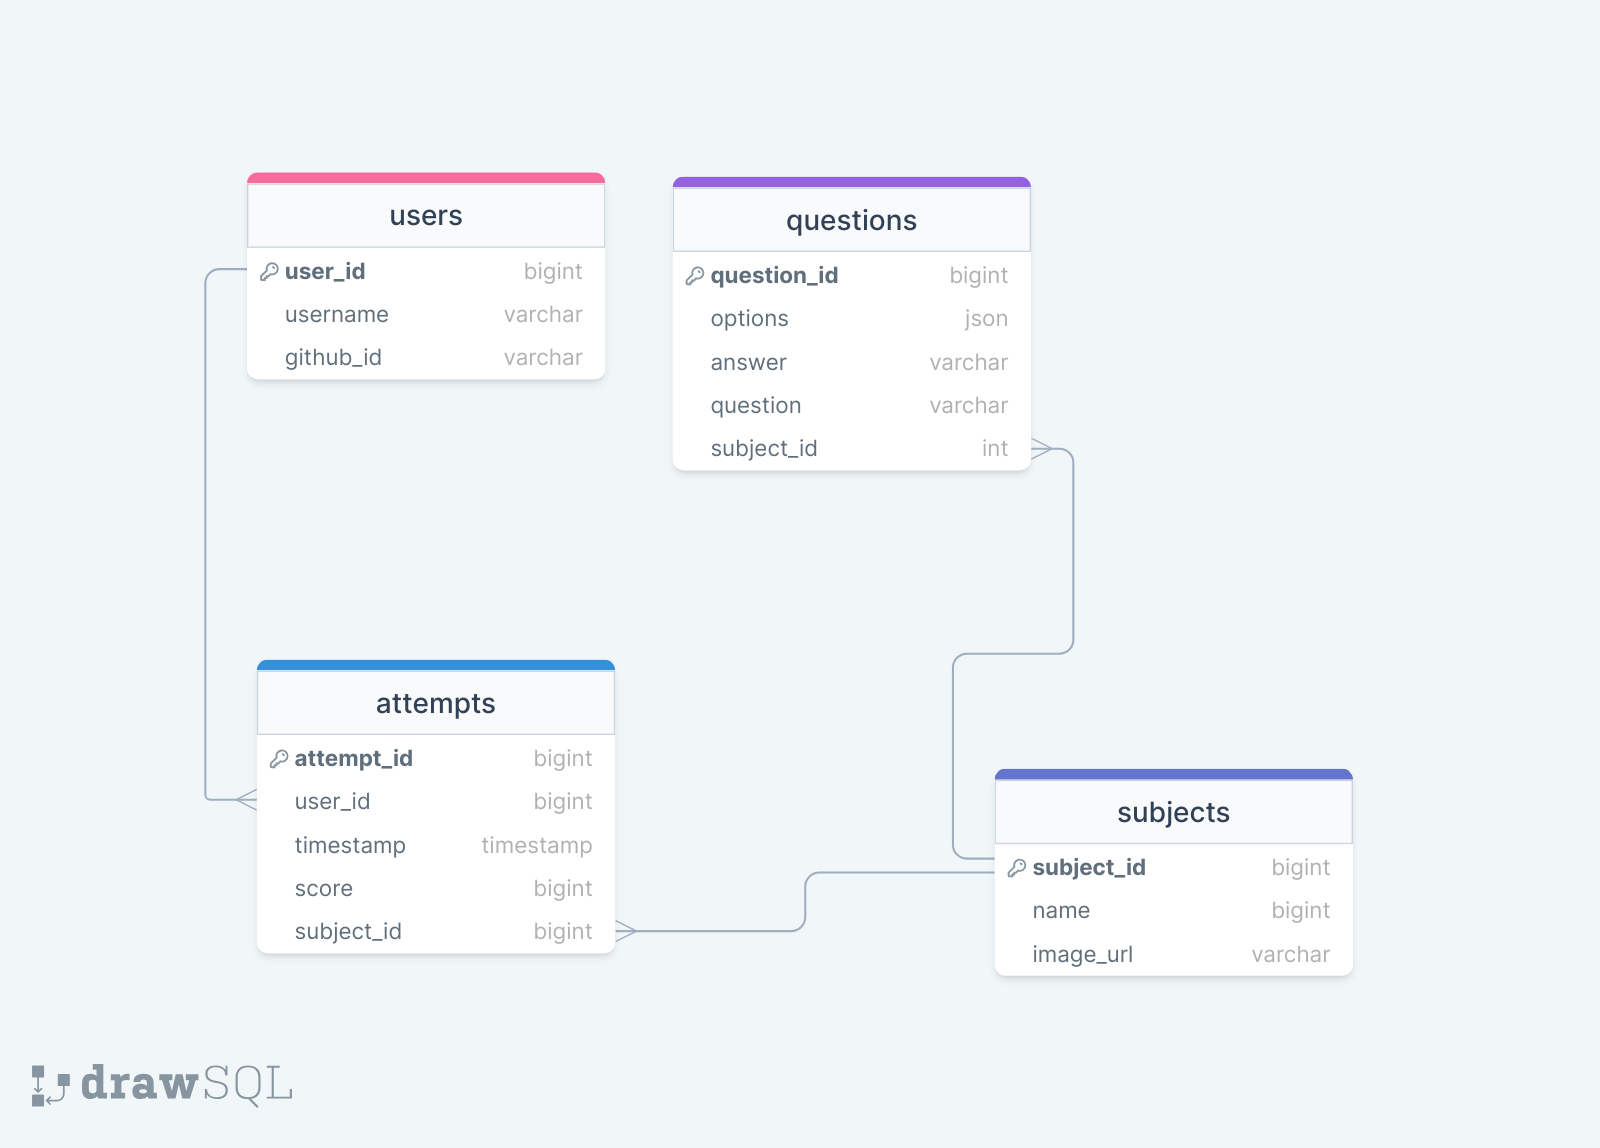 users
user_id bigint
username varchar
github_id varchar
questions
question_id bigint
options json
answer varchar
question varchar
subject_id int
attempts
attempt_id bigint
user_id bigint
timestamp timestamp
score bigint
subject_id bigint
subjects
subject_id bigint
name bigint
image_url varchar
drawSQL